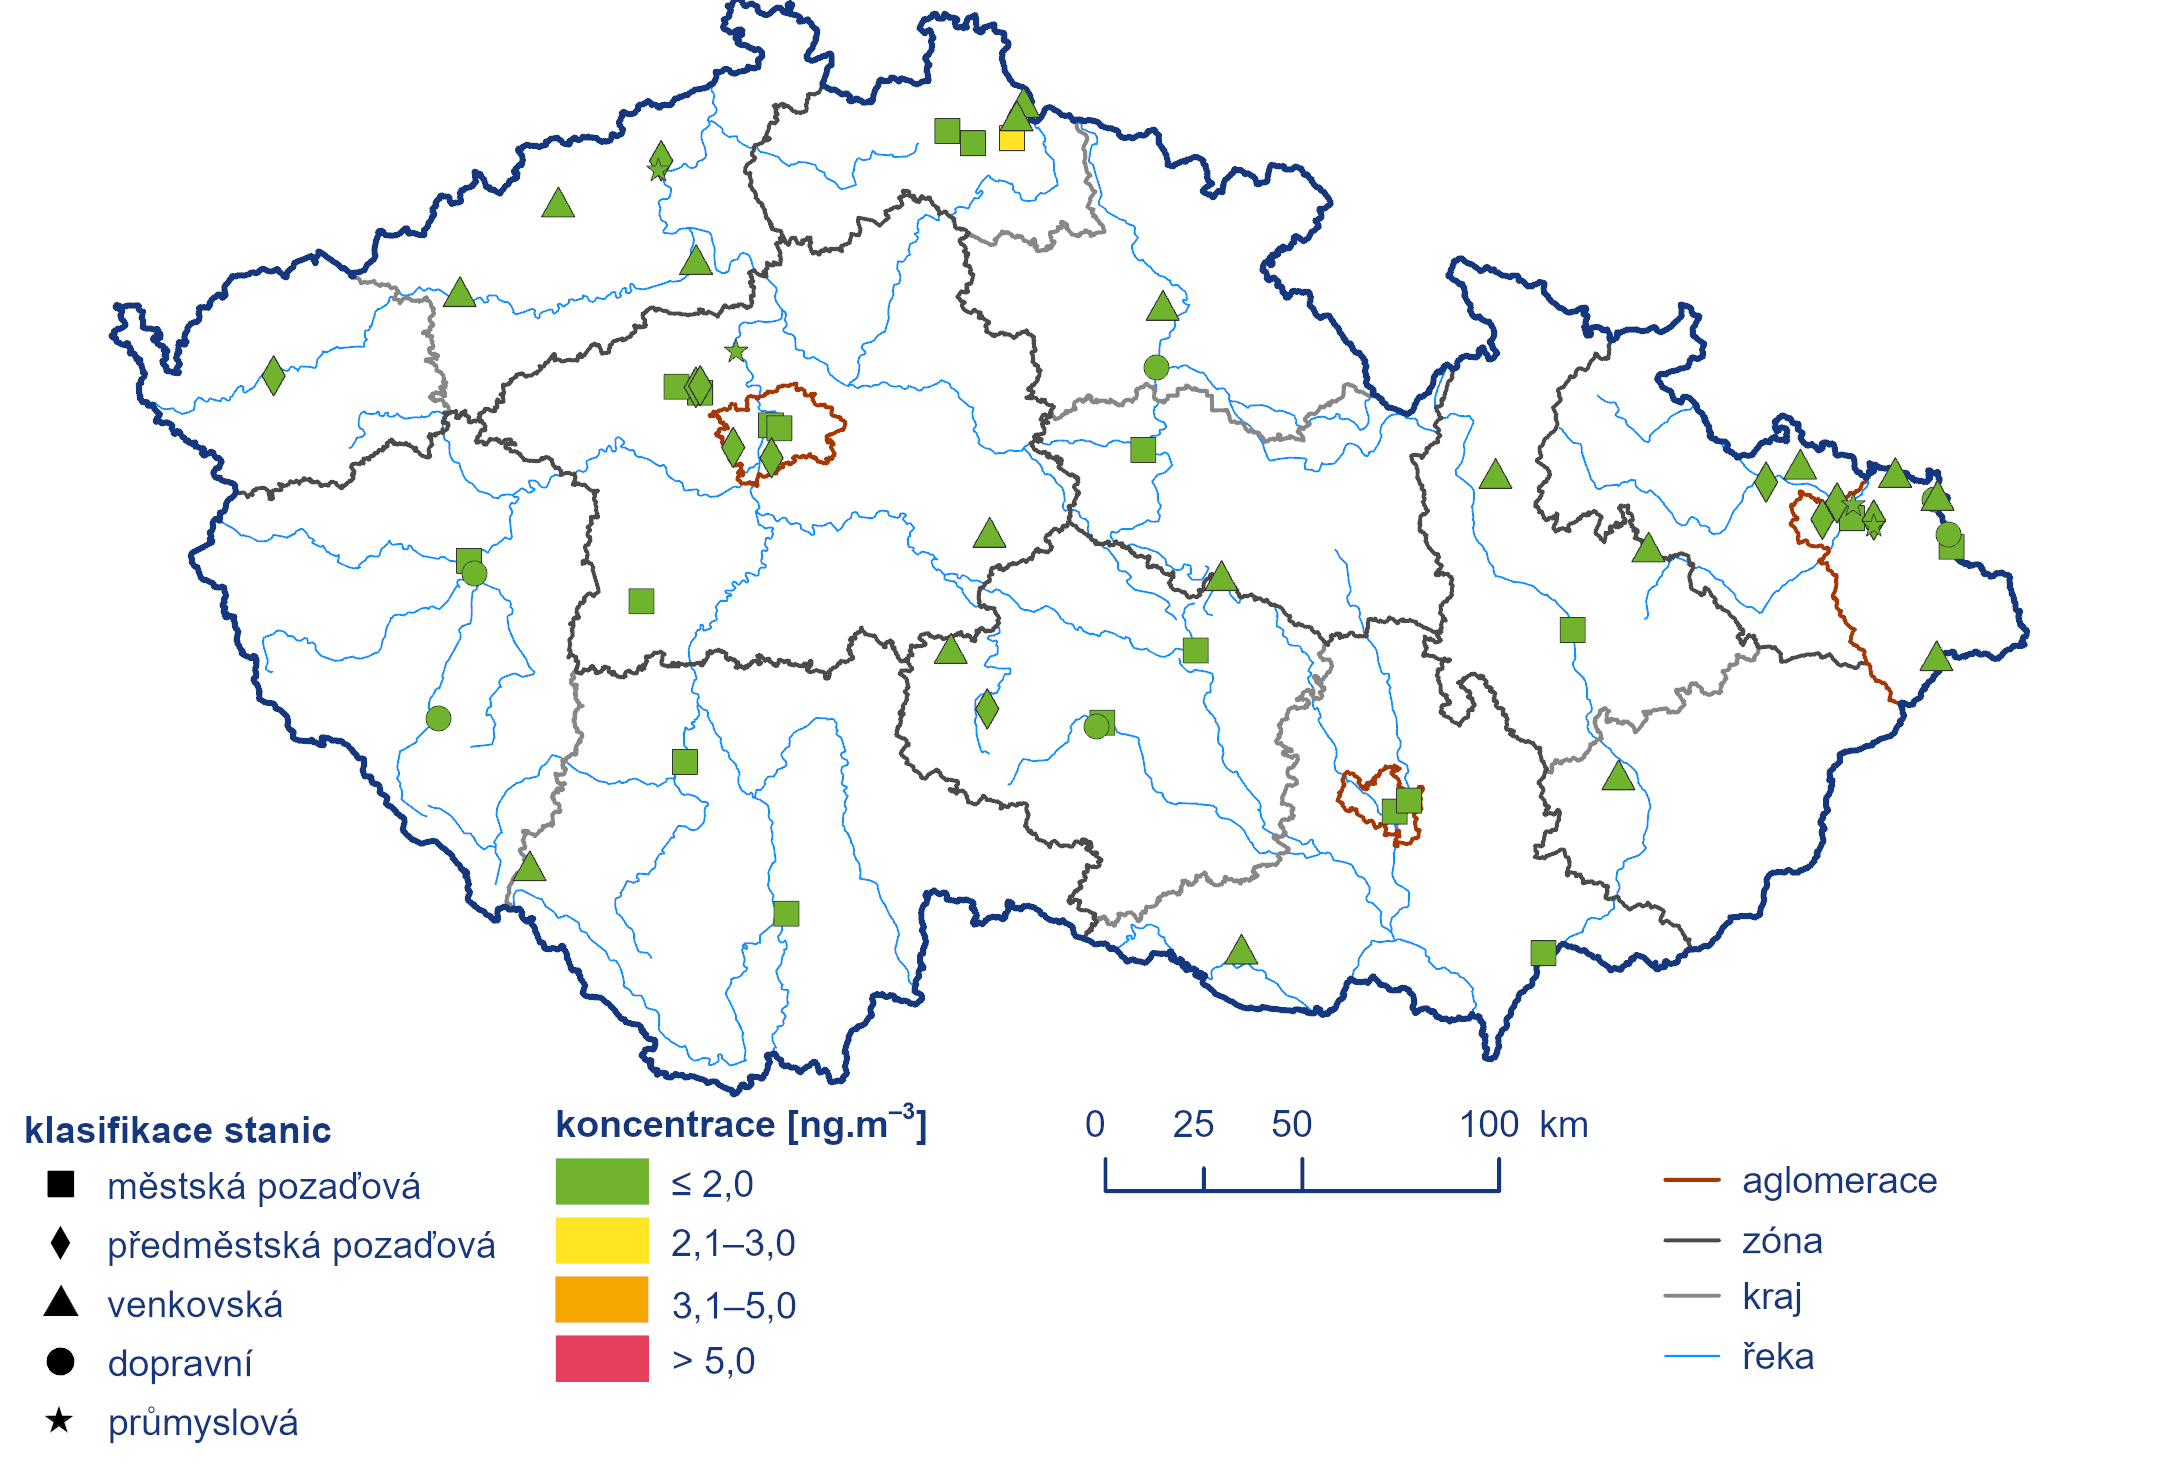 klasifikace stanic
městská pozaďová
předměstská pozaďová
venkovská
dopravní
průmyslová
koncentrace [ng.m⁻³]
≤ 2,0
2,1–3,0
3,1–5,0
> 5,0
0 25 50 100 km
aglomerace
zóna
kraj
řeka